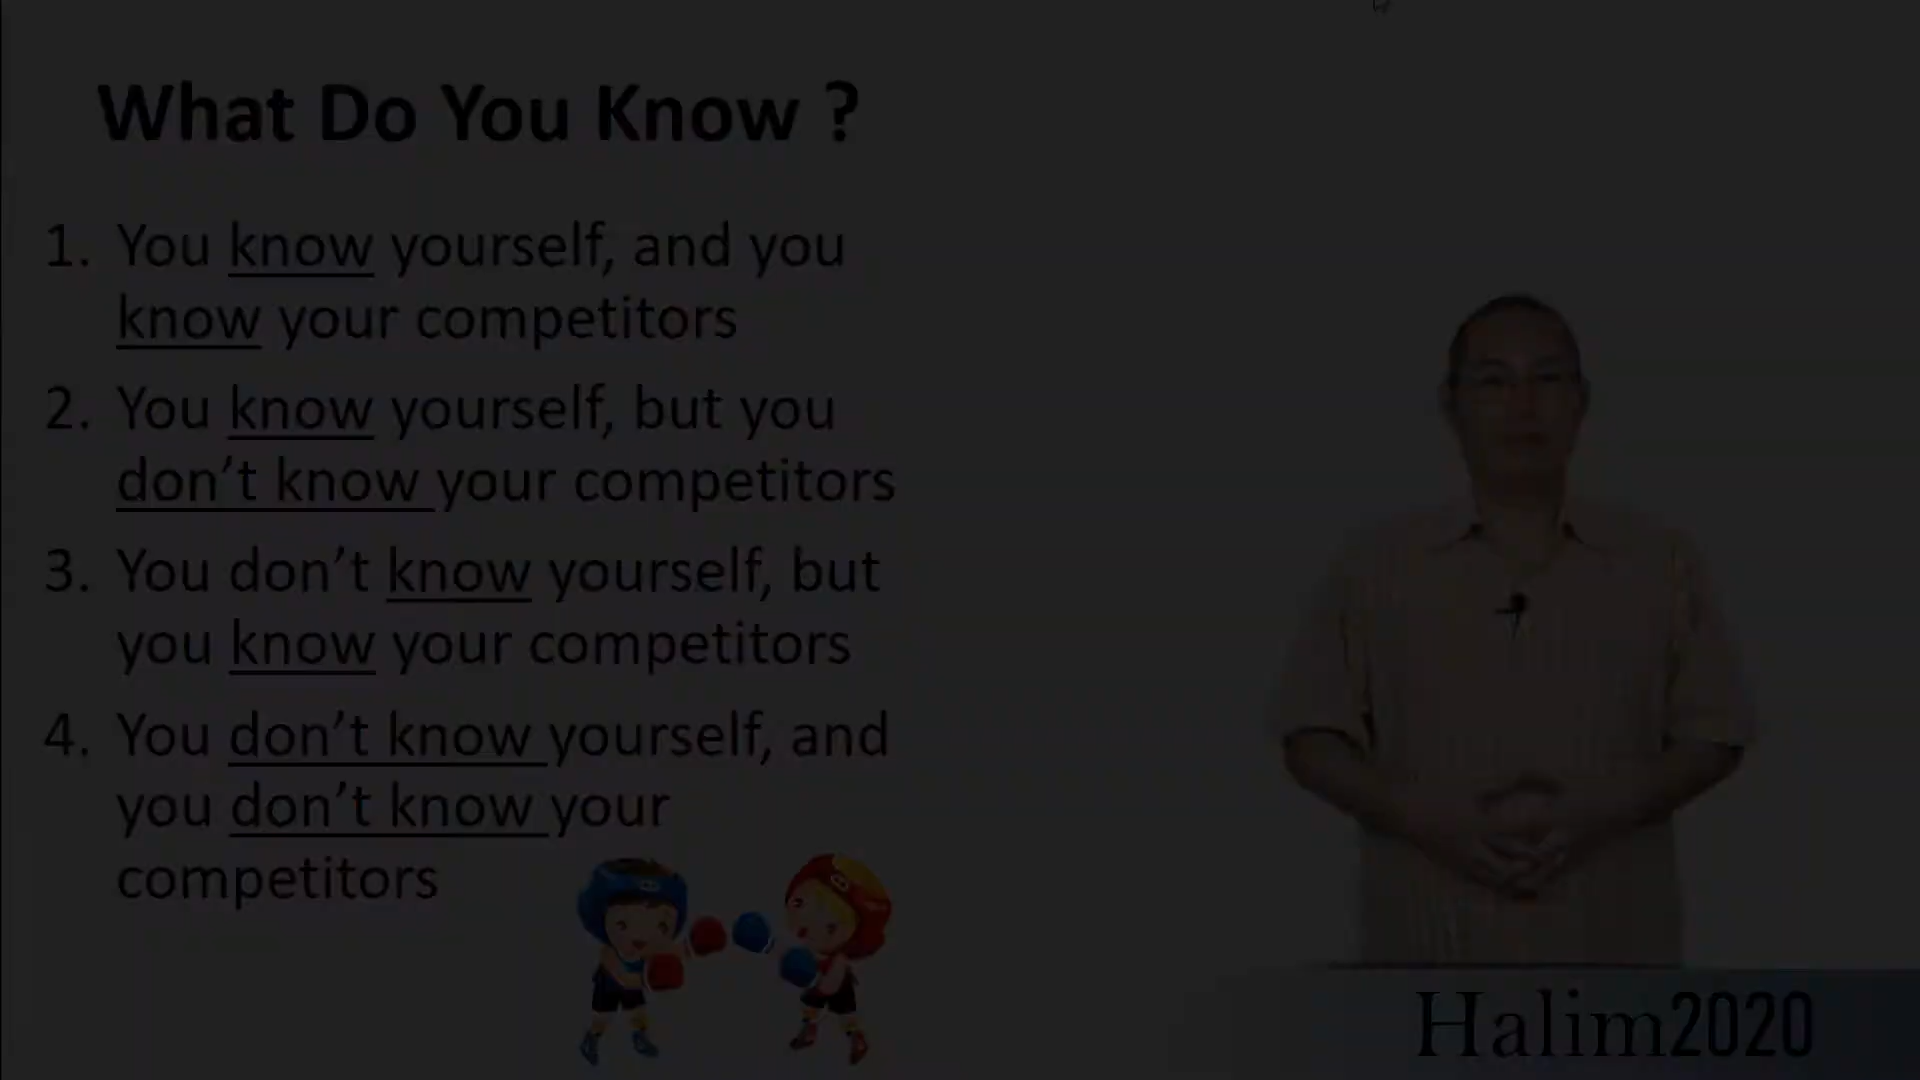 What Do You Know ?
1. You know yourself, and you
know your competitors
2. You know yourself, but you
don’t know your competitors
3. You don’t know yourself, but
you know your competitors
4. You don’t know yourself, and
you don’t know your
competitors
Halim2020